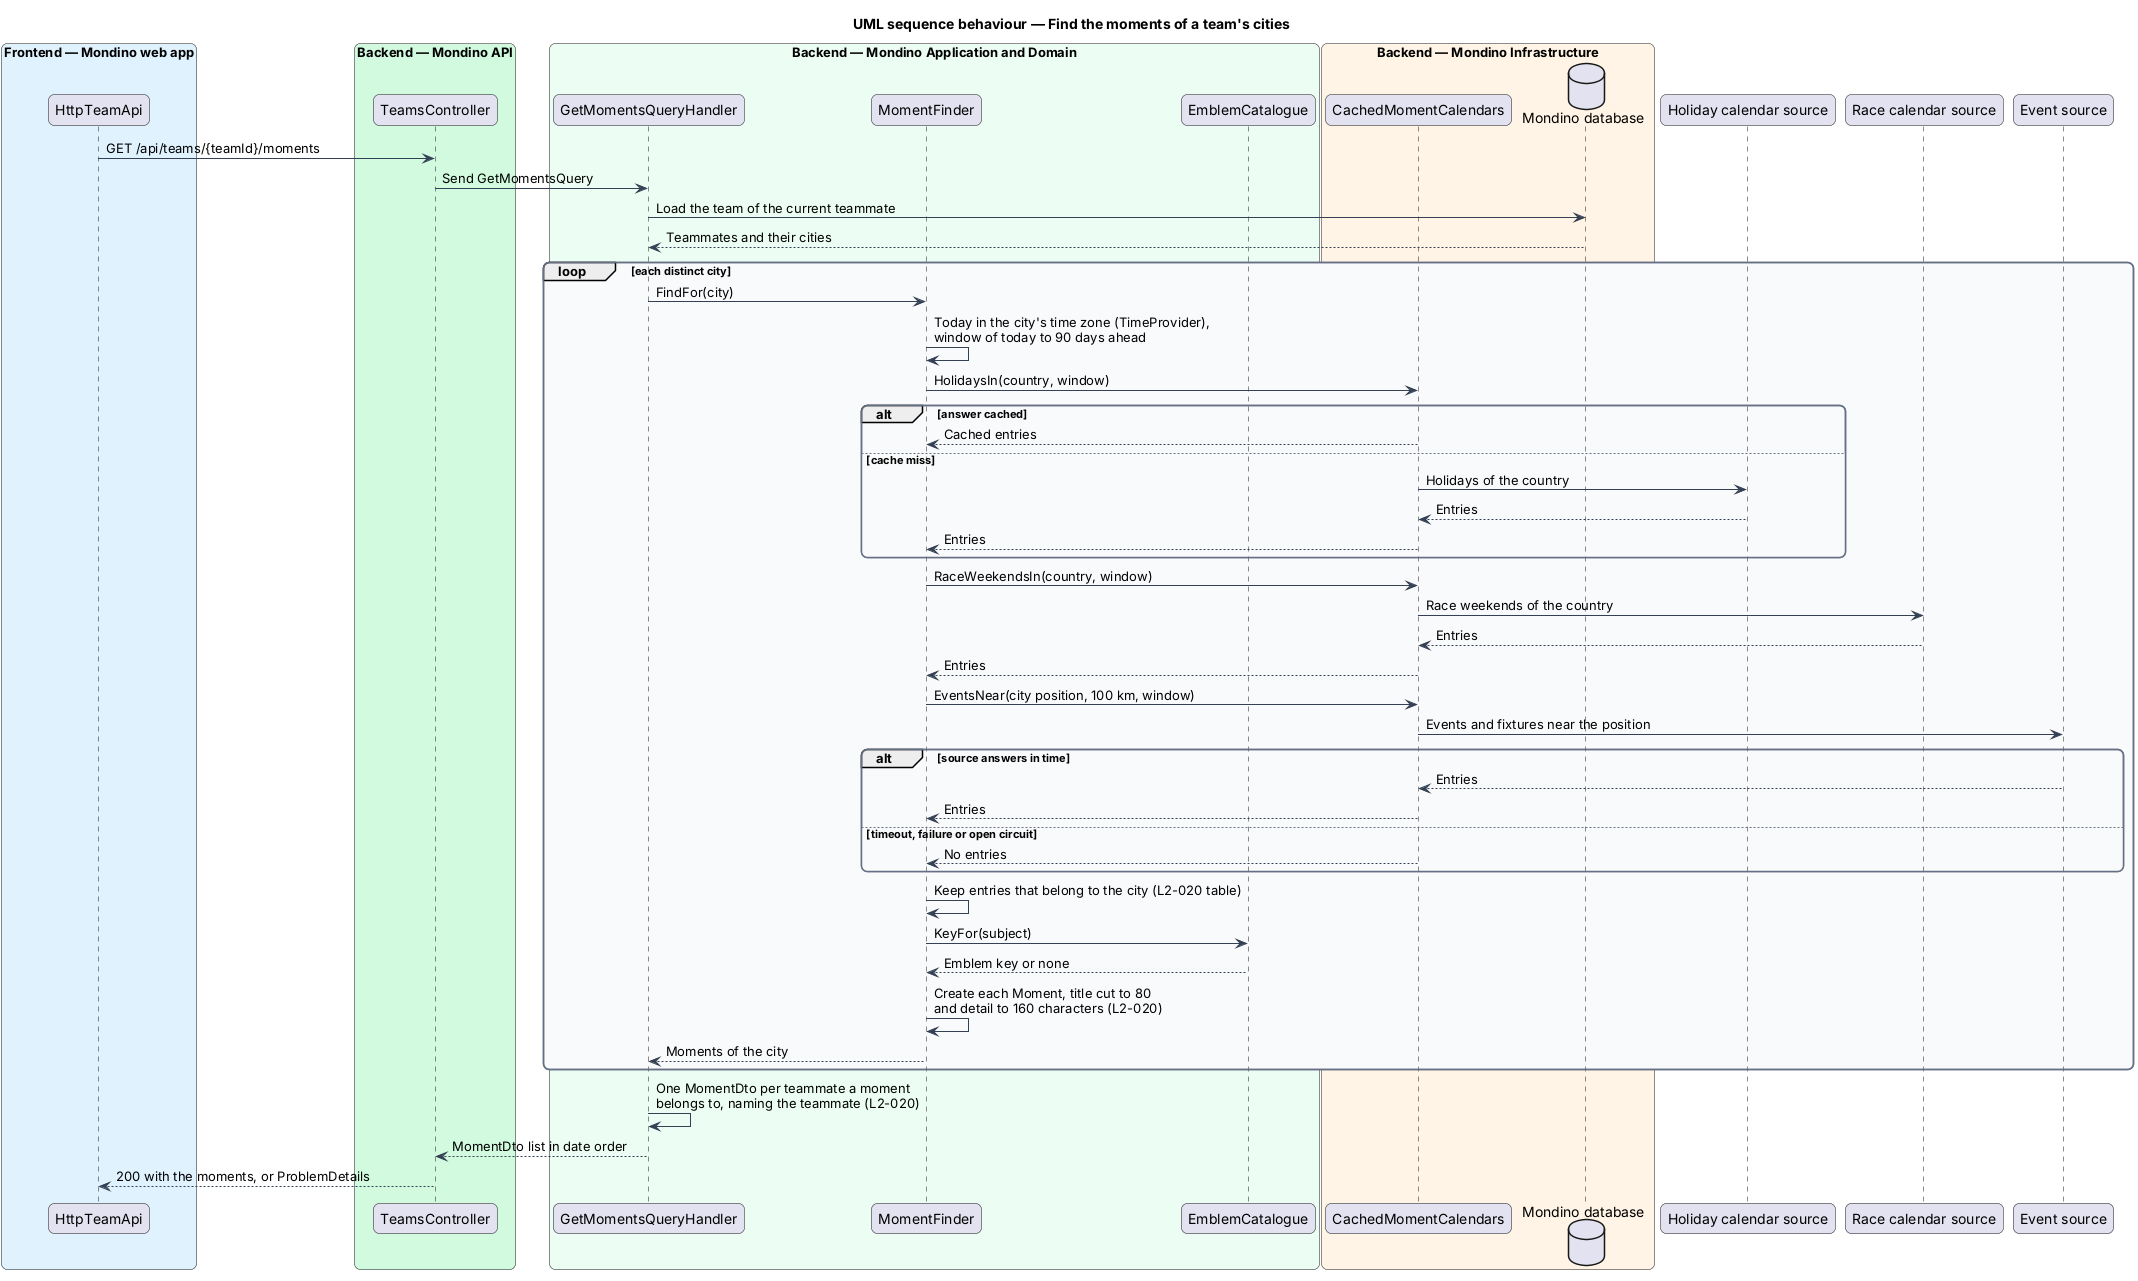 UML sequence behaviour — Find the moments of a team's cities
Frontend — Mondino web app
Backend — Mondino API
Backend — Mondino Application and Domain
Backend — Mondino Infrastructure
HttpTeamApi
TeamsController
GetMomentsQueryHandler
MomentFinder
EmblemCatalogue
CachedMomentCalendars
Mondino database
Holiday calendar source
Race calendar source
Event source
GET /api/teams/{teamId}/moments
Send GetMomentsQuery
Load the team of the current teammate
Teammates and their cities
loop [each distinct city]
FindFor(city)
Today in the city's time zone (TimeProvider),
window of today to 90 days ahead
HolidaysIn(country, window)
alt [answer cached]
Cached entries
[cache miss]
Holidays of the country
Entries
Entries
RaceWeekendsIn(country, window)
Race weekends of the country
Entries
Entries
EventsNear(city position, 100 km, window)
Events and fixtures near the position
alt [source answers in time]
Entries
Entries
[timeout, failure or open circuit]
No entries
Keep entries that belong to the city (L2-020 table)
KeyFor(subject)
Emblem key or none
Create each Moment, title cut to 80
and detail to 160 characters (L2-020)
Moments of the city
One MomentDto per teammate a moment
belongs to, naming the teammate (L2-020)
MomentDto list in date order
200 with the moments, or ProblemDetails
HttpTeamApi
TeamsController
GetMomentsQueryHandler
MomentFinder
EmblemCatalogue
CachedMomentCalendars
Mondino database
Holiday calendar source
Race calendar source
Event source